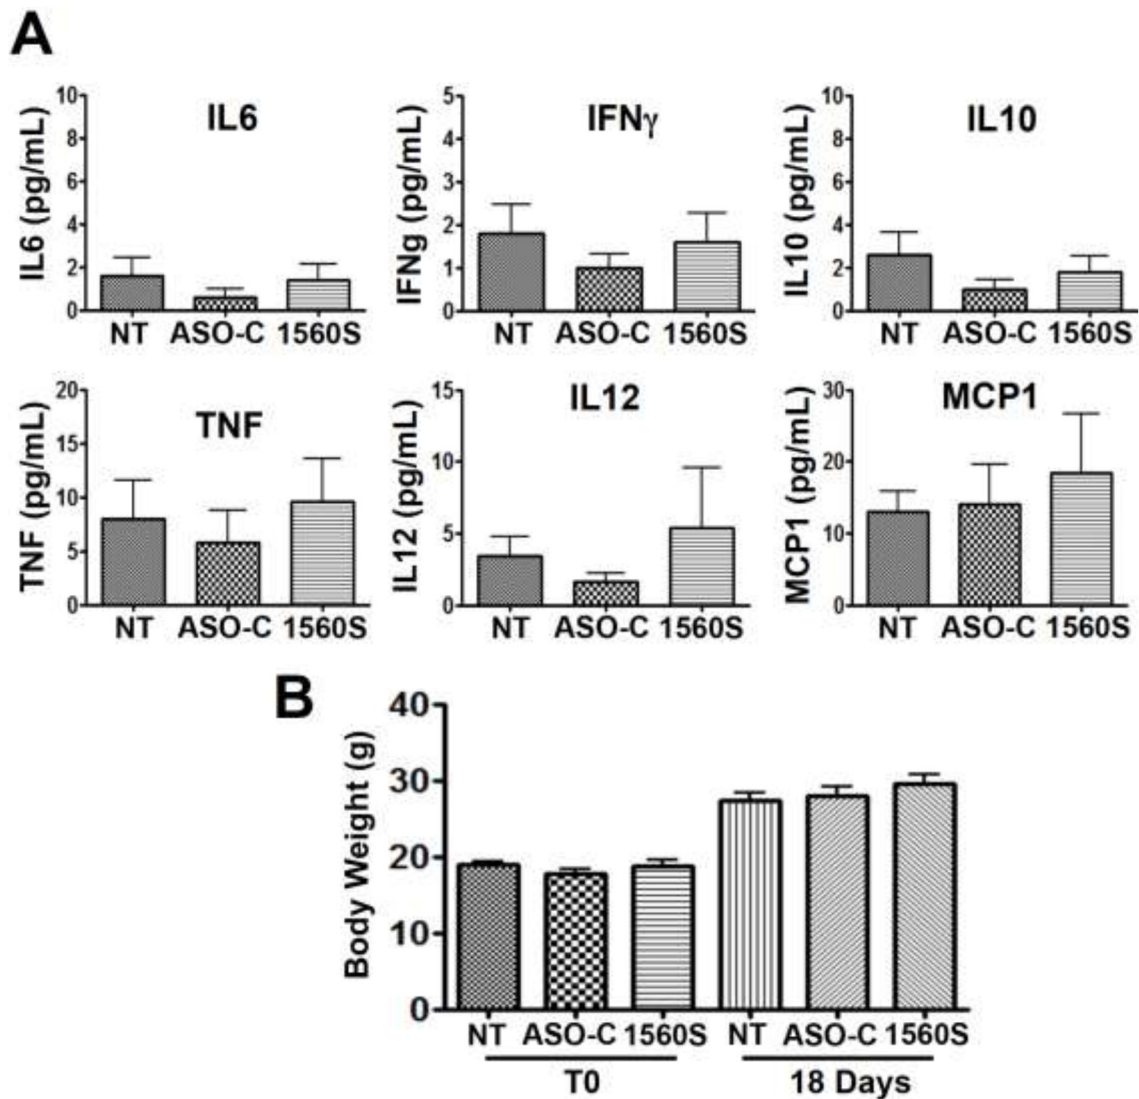 A
IL6
IL6 (pg/mL)
10
8
6
4
2
0
NT ASO-C 1560S
IFNγ
IFNg (pg/mL)
5
4
3
2
1
0
NT ASO-C 1560S
IL10
IL10 (pg/mL)
10
8
6
4
2
0
NT ASO-C 1560S
TNF
TNF (pg/mL)
20
15
10
5
0
NT ASO-C 1560S
IL12
IL12 (pg/mL)
15
10
5
0
NT ASO-C 1560S
MCP1
MCP1 (pg/mL)
30
20
10
0
NT ASO-C 1560S
B
Body Weight (g)
40
30
20
10
0
NT ASO-C 1560S NT ASO-C 1560S
T0 18 Days